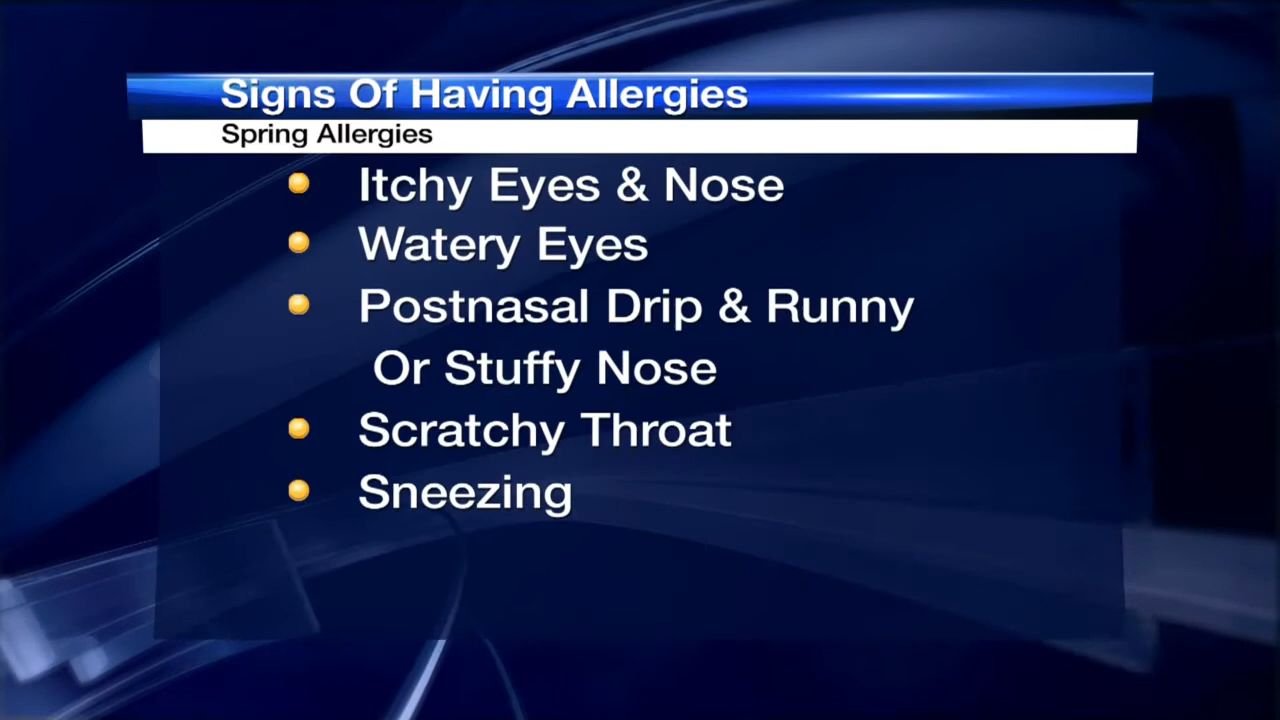 Signs Of Having Allergies
Spring Allergies
Itchy Eyes & Nose
Watery Eyes
Postnasal Drip & Runny
Or Stuffy Nose
Scratchy Throat
Sneezing